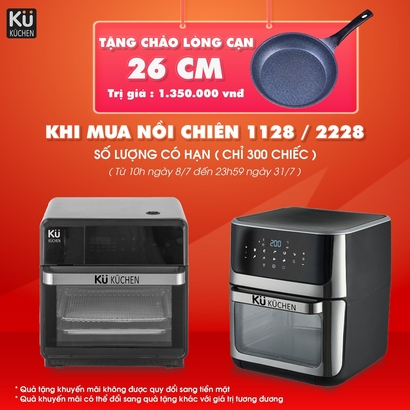 KÜ
KÜCHEN
TẶNG CHẢO LÒNG CẠN
26 CM
Trị giá : 1.350.000 vnđ
KHI MUA NỒI CHIÊN 1128 / 2228
SỐ LƯỢNG CÓ HẠN ( CHỈ 300 CHIẾC )
( Từ 10h ngày 8/7 đến 23h59 ngày 31/7 )
KÜ
KÜCHEN
200
KÜ KÜCHEN
KÜ KÜCHEN
* Quà tặng khuyến mãi không được quy đổi sang tiền mặt
* Quà khuyến mãi có thể đổi sang quà tặng khác với giá trị tương đương